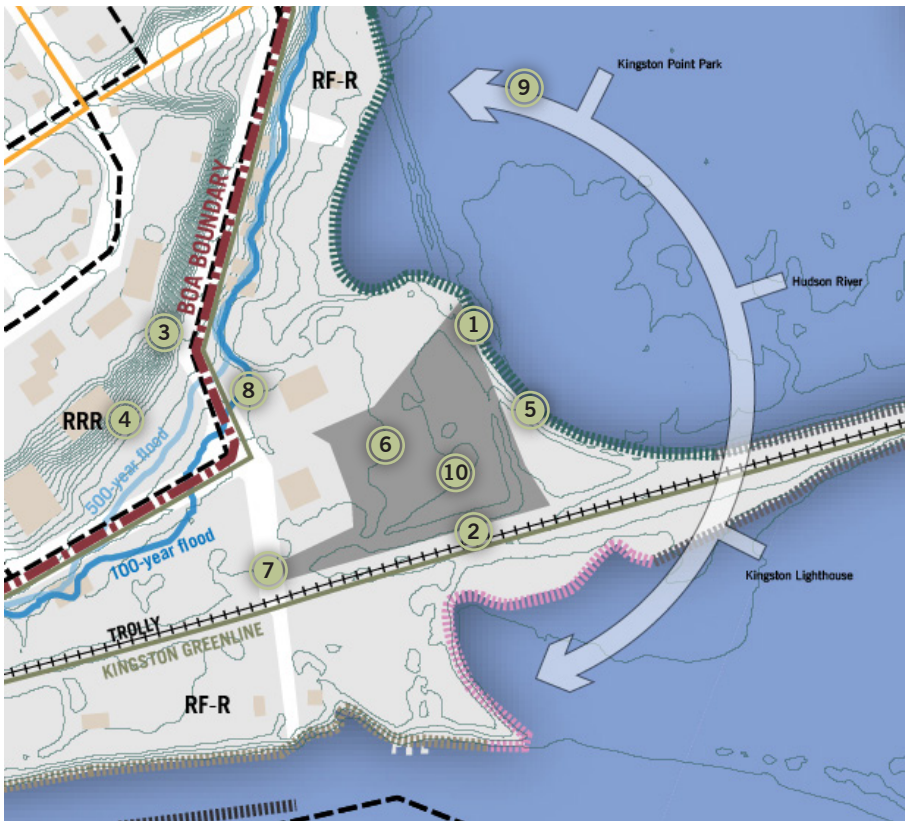 Kingston Point Park
9
RF-R
BOA BOUNDARY
Hudson River
1
3
8
5
RRR
4
6
500-year flood
10
2
100-year flood
7
Kingston Lighthouse
TROLLY
KINGSTON GREENLINE
RF-R